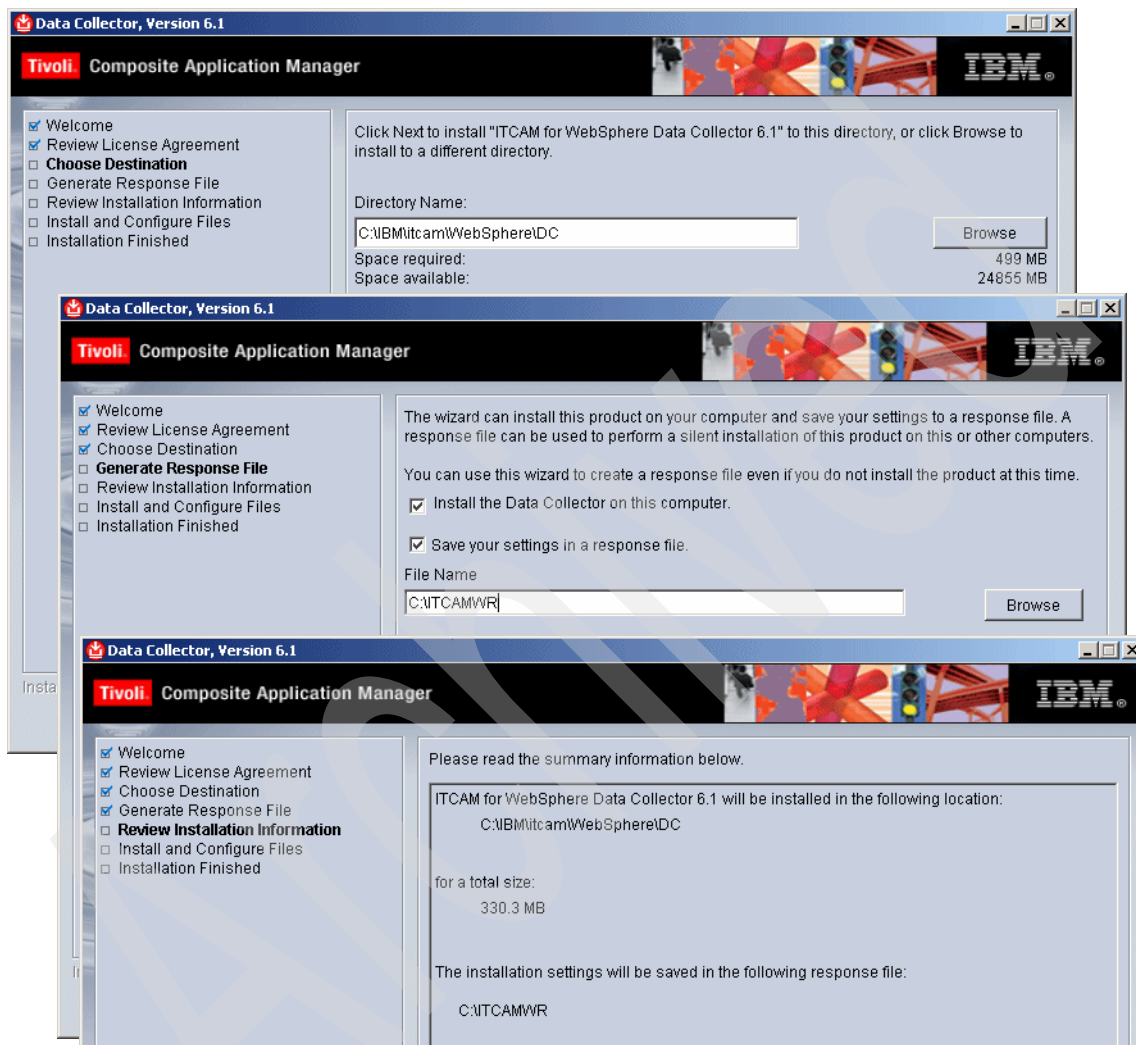 Data Collector, Version 6.1
Tivoli. Composite Application Manager
IBM®
Welcome
Review License Agreement
Choose Destination
Generate Response File
Review Installation Information
Install and Configure Files
Installation Finished
Click Next to install "ITCAM for WebSphere Data Collector 6.1" to this directory, or click Browse to
install to a different directory.
Directory Name:
C:\IBM\itcam\WebSphere\DC
Browse
Space required: 499 MB
Space available: 24855 MB
Insta
Data Collector, Version 6.1
Tivoli. Composite Application Manager
IBM®
Welcome
Review License Agreement
Choose Destination
Generate Response File
Review Installation Information
Install and Configure Files
Installation Finished
The wizard can install this product on your computer and save your settings to a response file. A
response file can be used to perform a silent installation of this product on this or other computers.
You can use this wizard to create a response file even if you do not install the product at this time.
Install the Data Collector on this computer.
Save your settings in a response file.
File Name
C:\ITCAMWR
Browse
Data Collector, Version 6.1
Tivoli. Composite Application Manager
IBM®
Welcome
Review License Agreement
Choose Destination
Generate Response File
Review Installation Information
Install and Configure Files
Installation Finished
Please read the summary information below.
ITCAM for WebSphere Data Collector 6.1 will be installed in the following location:
C:\IBM\itcam\WebSphere\DC
for a total size:
330.3 MB
The installation settings will be saved in the following response file:
C:\ITCAMWR